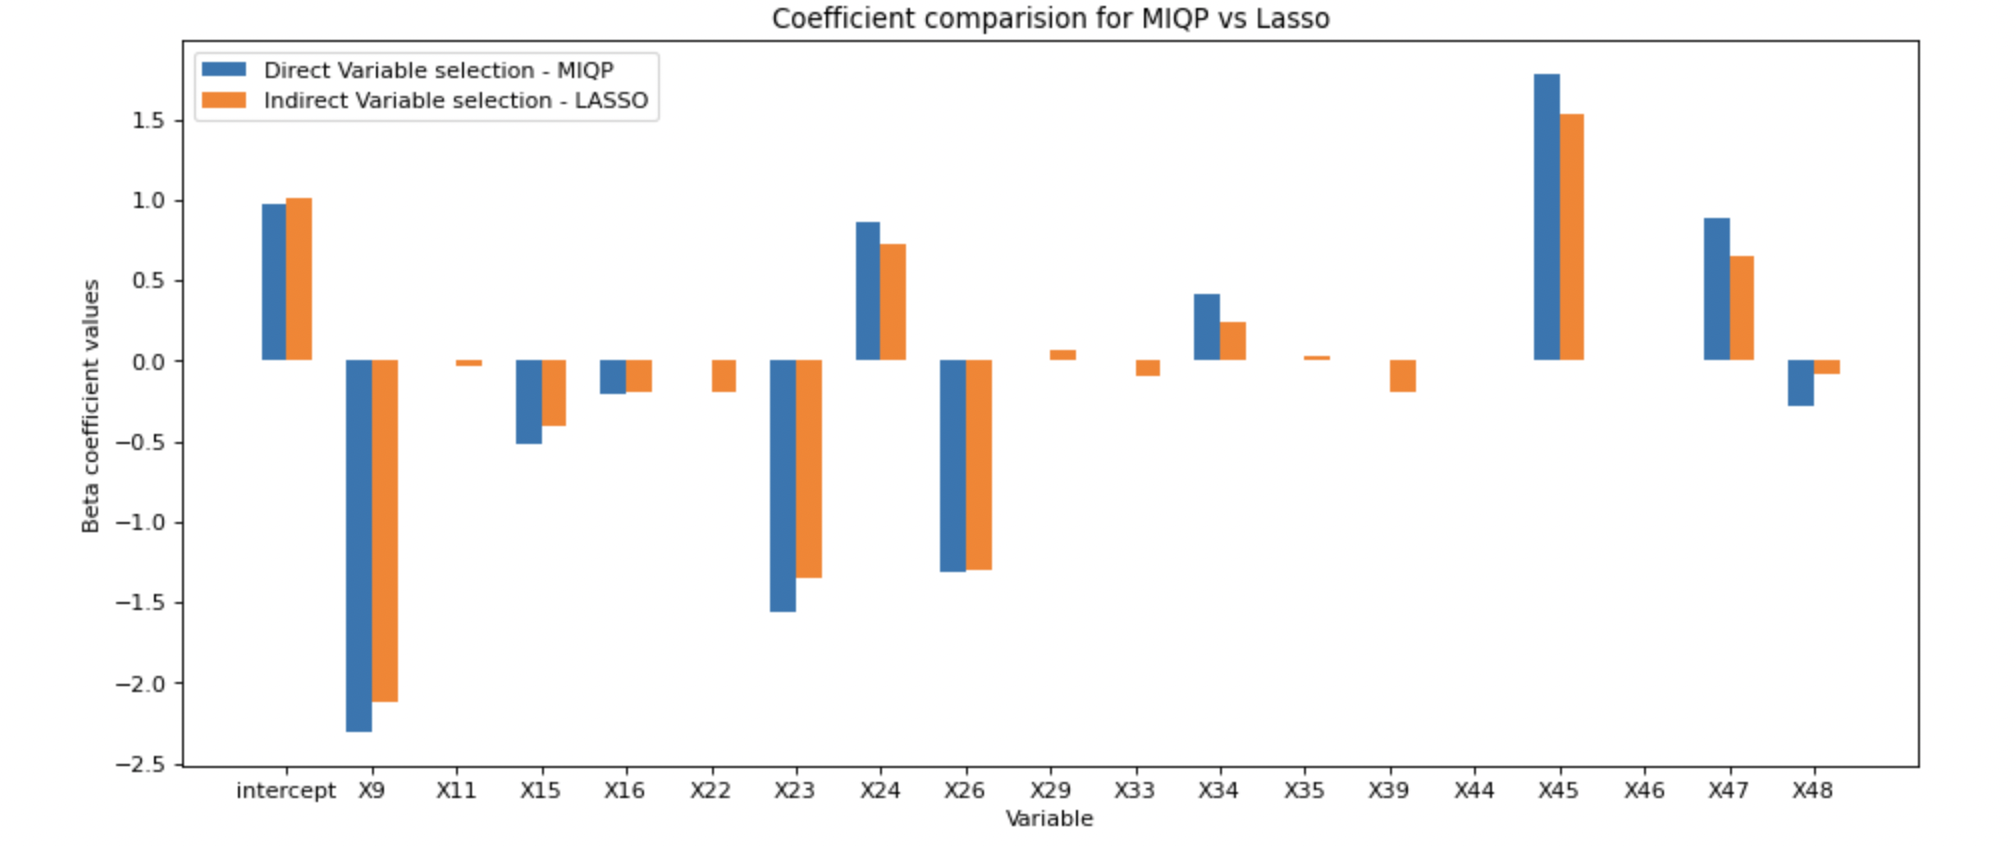 Coefficient comparision for MIQP vs Lasso
Direct Variable selection - MIQP
Indirect Variable selection - LASSO
1.5
1.0
0.5
0.0
−0.5
−1.0
−1.5
−2.0
−2.5
Beta coefficient values
intercept X9 X11 X15 X16 X22 X23 X24 X26 X29 X33 X34 X35 X39 X44 X45 X46 X47 X48
Variable